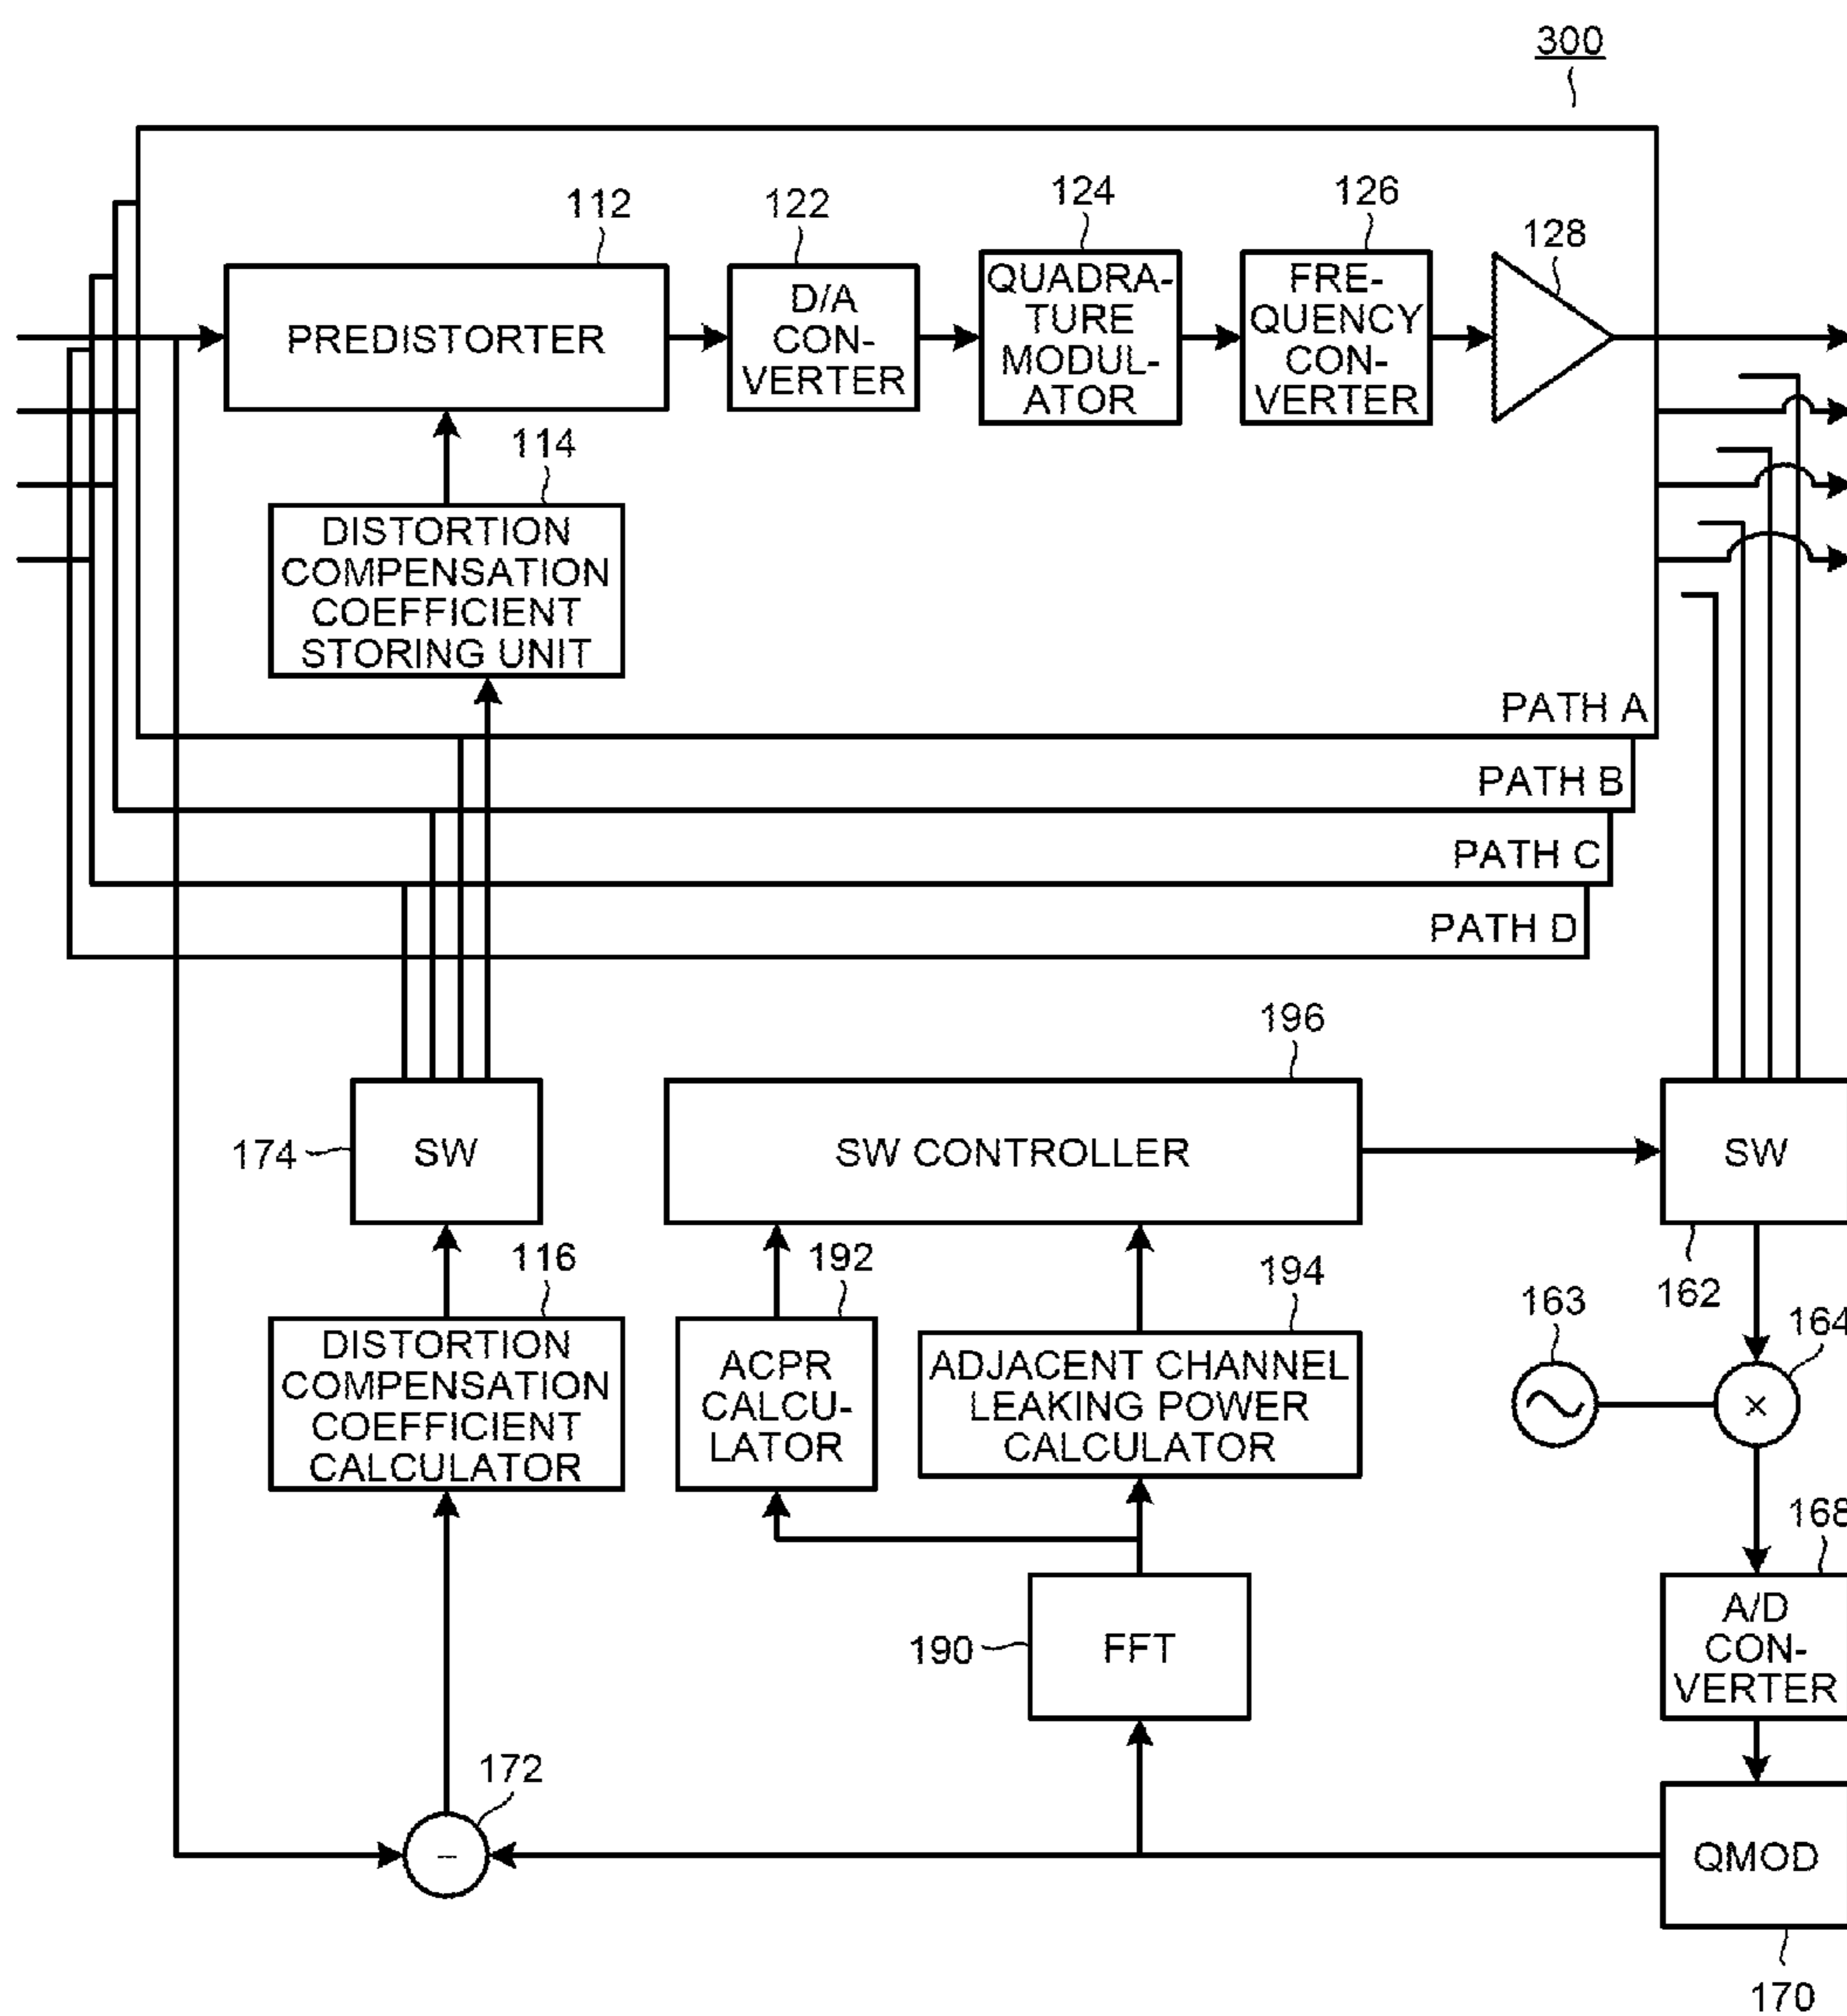 300
112
122
124
126
128
PREDISTORTER
D/A
CON-
VERTER
QUADRA-
TURE
MODUL-
ATOR
FRE-
QUENCY
CON-
VERTER
114
DISTORTION
COMPENSATION
COEFFICIENT
STORING UNIT
PATH A
PATH B
PATH C
PATH D
196
174
SW
SW CONTROLLER
SW
162
116
192
194
163
164
DISTORTION
COMPENSATION
COEFFICIENT
CALCULATOR
ACPR
CALCU-
LATOR
ADJACENT CHANNEL
LEAKING POWER
CALCULATOR
×
168
190
FFT
A/D
CON-
VERTER
172
−
QMOD
170